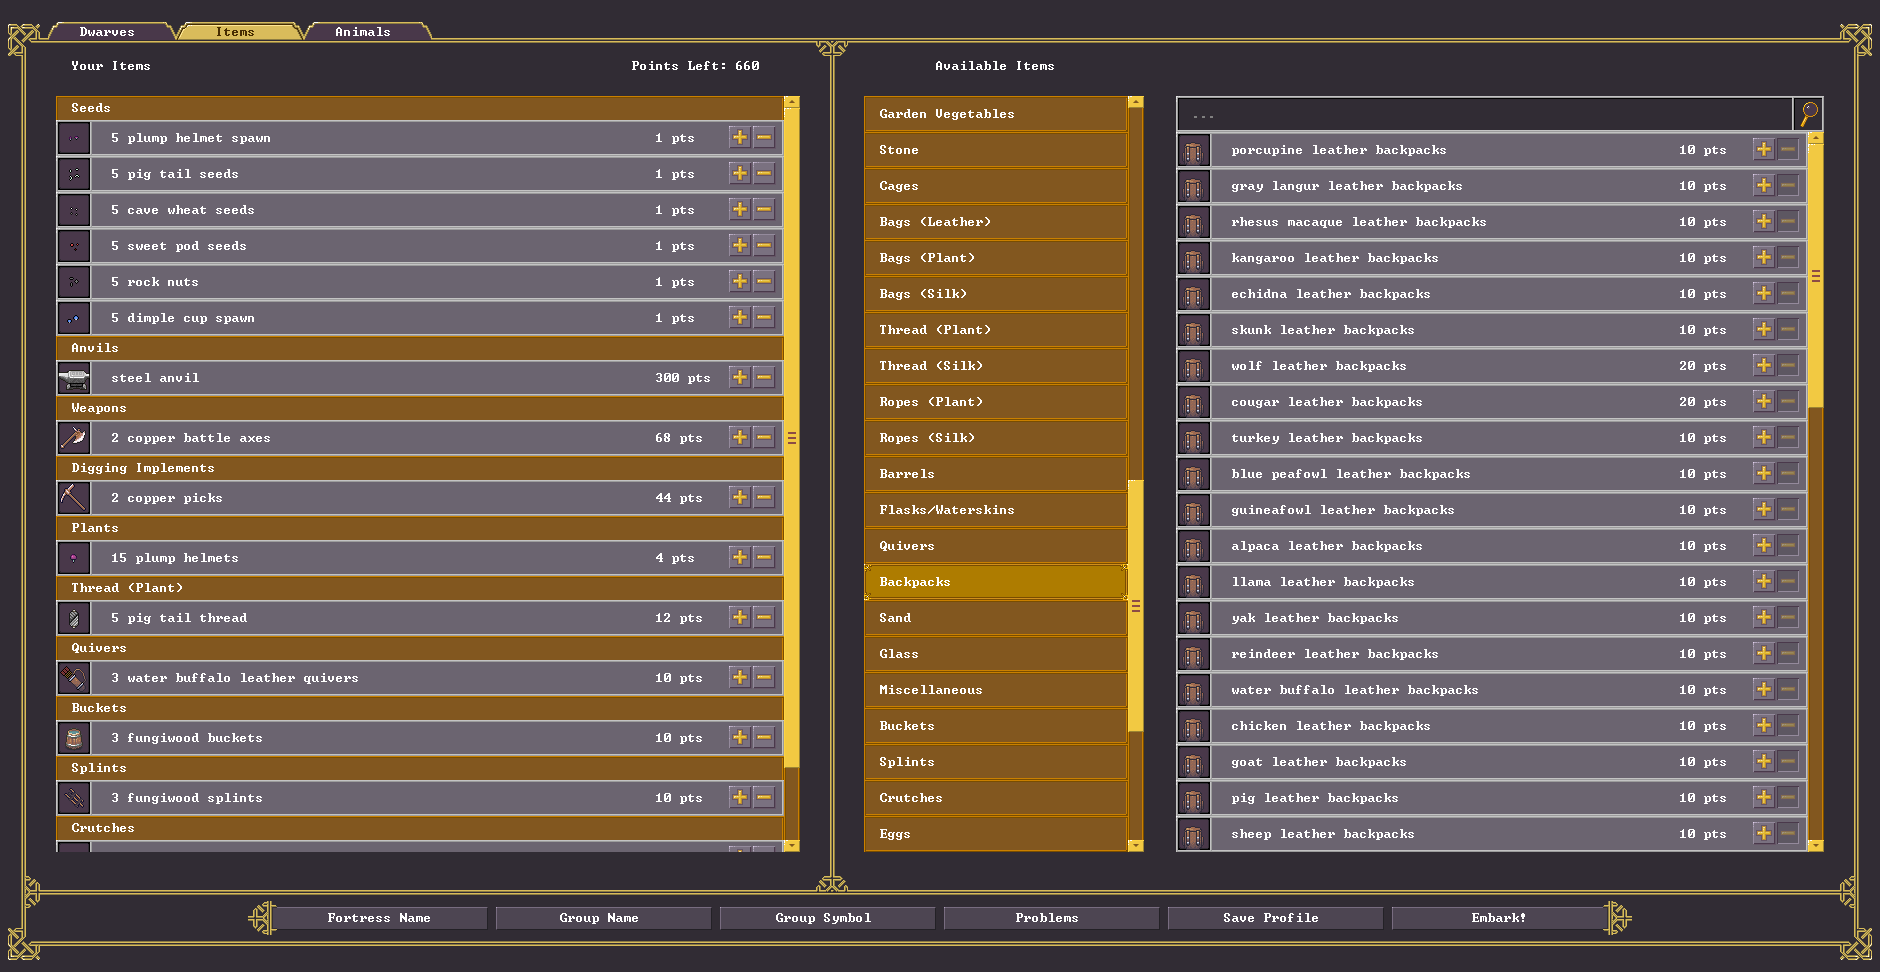 Dwarves
Items
Animals
Your Items
Points Left: 660
Seeds
5 plump helmet spawn 1 pts
5 pig tail seeds 1 pts
5 cave wheat seeds 1 pts
5 sweet pod seeds 1 pts
5 rock nuts 1 pts
5 dimple cup spawn 1 pts
Anvils
steel anvil 300 pts
Weapons
2 copper battle axes 68 pts
Digging Implements
2 copper picks 44 pts
Plants
15 plump helmets 4 pts
Thread (Plant)
5 pig tail thread 12 pts
Quivers
3 water buffalo leather quivers 10 pts
Buckets
3 fungiwood buckets 10 pts
Splints
3 fungiwood splints 10 pts
Crutches
Available Items
Garden Vegetables
Stone
Cages
Bags (Leather)
Bags (Plant)
Bags (Silk)
Thread (Plant)
Thread (Silk)
Ropes (Plant)
Ropes (Silk)
Barrels
Flasks/Waterskins
Quivers
Backpacks
Sand
Glass
Miscellaneous
Buckets
Splints
Crutches
Eggs
...
porcupine leather backpacks 10 pts
gray langur leather backpacks 10 pts
rhesus macaque leather backpacks 10 pts
kangaroo leather backpacks 10 pts
echidna leather backpacks 10 pts
skunk leather backpacks 10 pts
wolf leather backpacks 20 pts
cougar leather backpacks 20 pts
turkey leather backpacks 10 pts
blue peafowl leather backpacks 10 pts
guineafowl leather backpacks 10 pts
alpaca leather backpacks 10 pts
llama leather backpacks 10 pts
yak leather backpacks 10 pts
reindeer leather backpacks 10 pts
water buffalo leather backpacks 10 pts
chicken leather backpacks 10 pts
goat leather backpacks 10 pts
pig leather backpacks 10 pts
sheep leather backpacks 10 pts
Fortress Name
Group Name
Group Symbol
Problems
Save Profile
Embark!